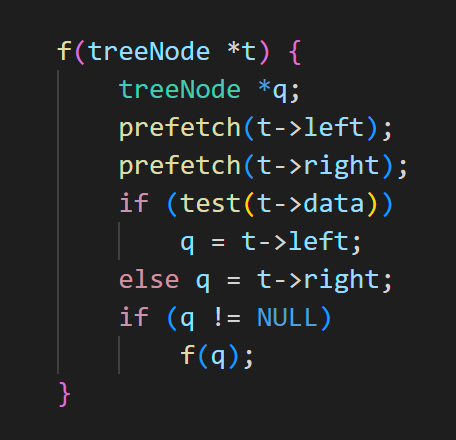 f(treeNode *t) {
treeNode *q;
prefetch(t->left);
prefetch(t->right);
if (test(t->data))
q = t->left;
else q = t->right;
if (q != NULL)
f(q);
}